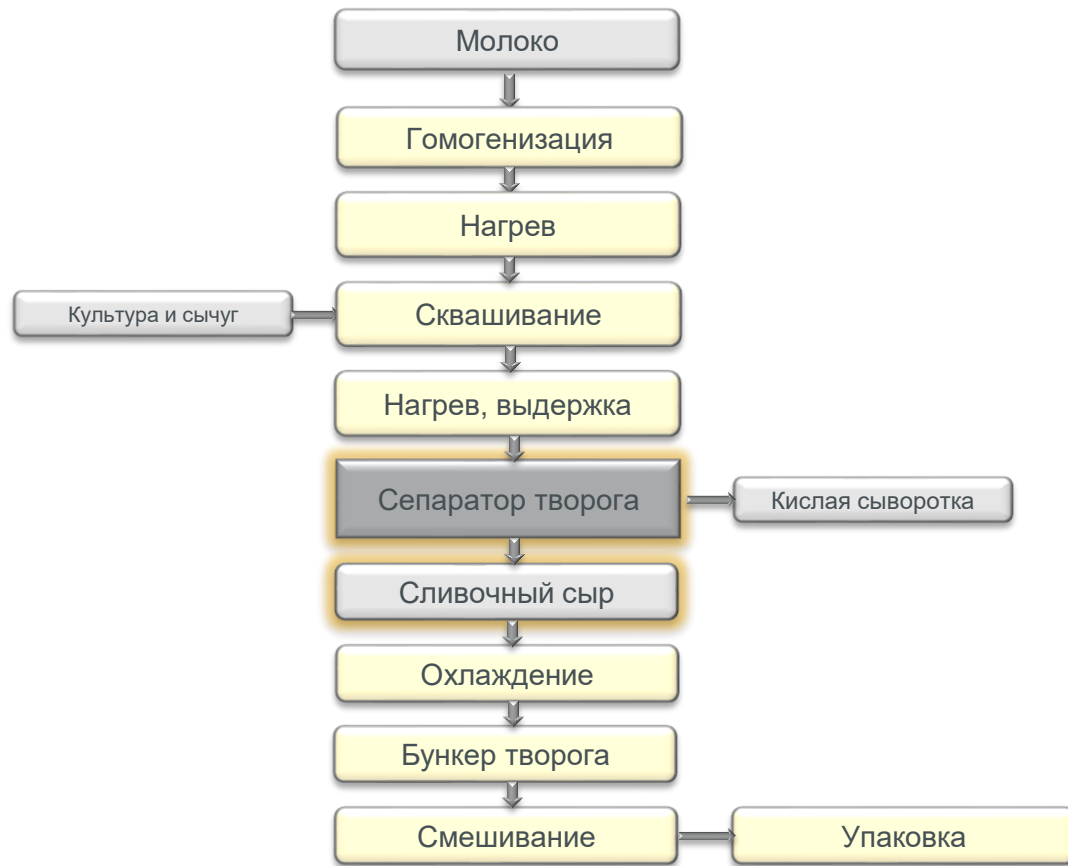 Молоко
Гомогенизация
Нагрев
Культура и сычуг
Сквашивание
Нагрев, выдержка
Сепаратор творога
Кислая сыворотка
Сливочный сыр
Охлаждение
Бункер творога
Смешивание
Упаковка